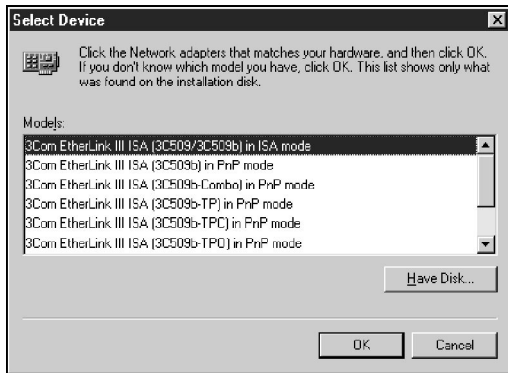 Select Device
Click the Network adapters that matches your hardware, and then click OK.
If you don't know which model you have, click OK. This list shows only what
was found on the installation disk.
Models:
3Com EtherLink III ISA (3C509/3C509b) in ISA mode
3Com EtherLink III ISA (3C509b) in PnP mode
3Com EtherLink III ISA (3C509b-Combo) in PnP mode
3Com EtherLink III ISA (3C509b-TP) in PnP mode
3Com EtherLink III ISA (3C509b-TPC) in PnP mode
3Com EtherLink III ISA (3C509b-TPO) in PnP mode
Have Disk...
OK
Cancel